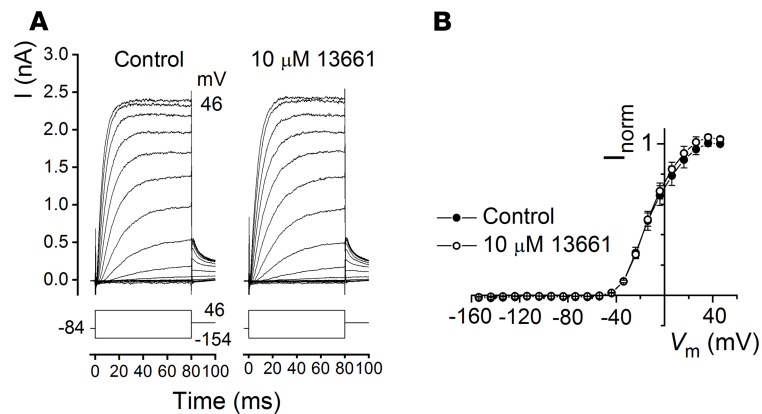 A
B
I (nA)
Control
10 μM 13661
mV
46
3.0
2.5
2.0
1.5
1.0
0.5
0.0
-84
46
-154
0 20 40 60 80 100
0 20 40 60 80 100
Time (ms)
Inorm
1
Control
10 μM 13661
-160 -120 -80 -40 40
Vm (mV)